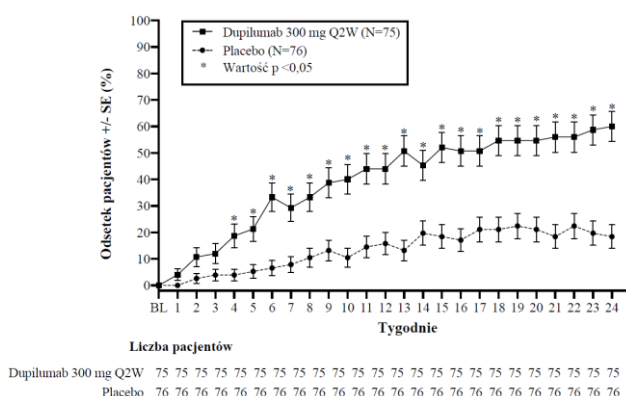 Dupilumab 300 mg Q2W (N=75)
Placebo (N=76)
* Wartość p <0,05
Odsetek pacjentów +/- SE (%)
100
90
80
70
60
50
40
30
20
10
0
* * * * * * * * * * * * * * * * * * * * *
BL 1 2 3 4 5 6 7 8 9 10 11 12 13 14 15 16 17 18 19 20 21 22 23 24
Tygodnie
Liczba pacjentów
Dupilumab 300 mg Q2W 75 75 75 75 75 75 75 75 75 75 75 75 75 75 75 75 75 75 75 75 75 75 75 75 75
Placebo 76 76 76 76 76 76 76 76 76 76 76 76 76 76 76 76 76 76 76 76 76 76 76 76 76